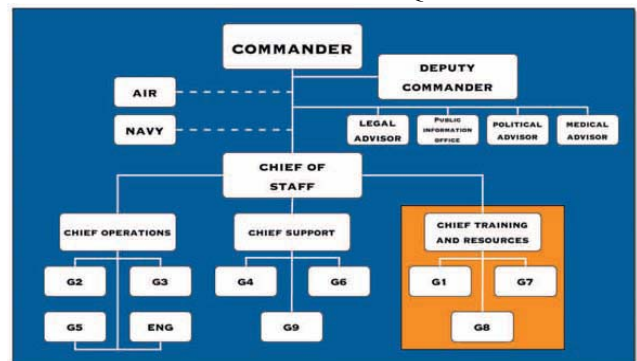 COMMANDER
DEPUTY
COMMANDER
AIR
NAVY
LEGAL
ADVISOR
PUBLIC
INFORMATION
OFFICE
POLITICAL
ADVISOR
MEDICAL
ADVISOR
CHIEF OF
STAFF
CHIEF OPERATIONS
CHIEF SUPPORT
CHIEF TRAINING
AND RESOURCES
G2
G3
G4
G6
G1
G7
G5
ENG
G9
G8